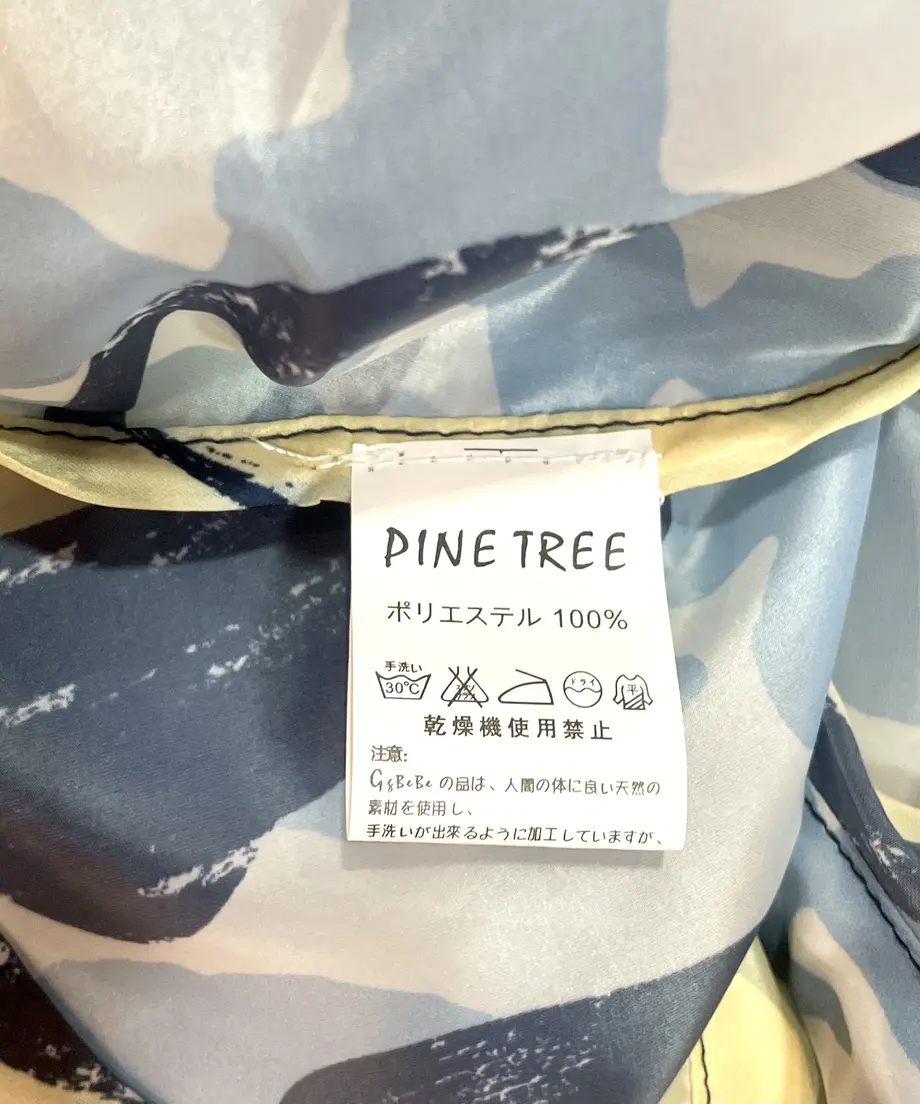 PINE TREE
ポリエステル 100%
手洗い
30℃
ドライ
平
乾燥機使用禁止
注意:
GsBeBe の品は、人間の体に良い天然の
素材を使用し、
手洗いが出來るように加工していますが、